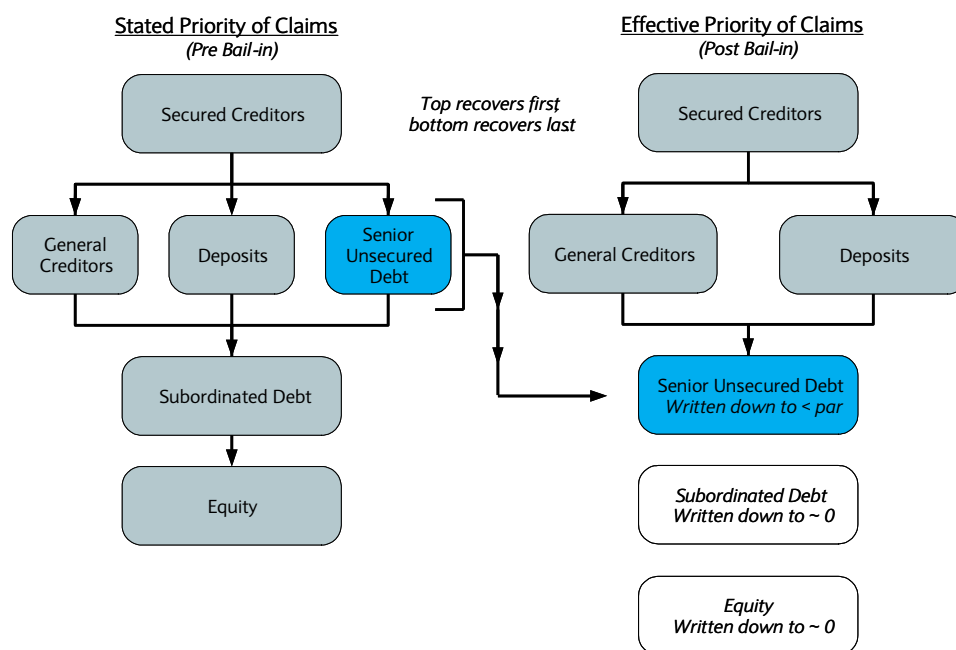 Stated Priority of Claims
(Pre Bail-in)
Effective Priority of Claims
(Post Bail-in)
Secured Creditors
Top recovers first,
bottom recovers last
Secured Creditors
General
Creditors
Deposits
Senior
Unsecured
Debt
General Creditors
Deposits
Subordinated Debt
Senior Unsecured Debt
Written down to < par
Equity
Subordinated Debt
Written down to ~ 0
Equity
Written down to ~ 0